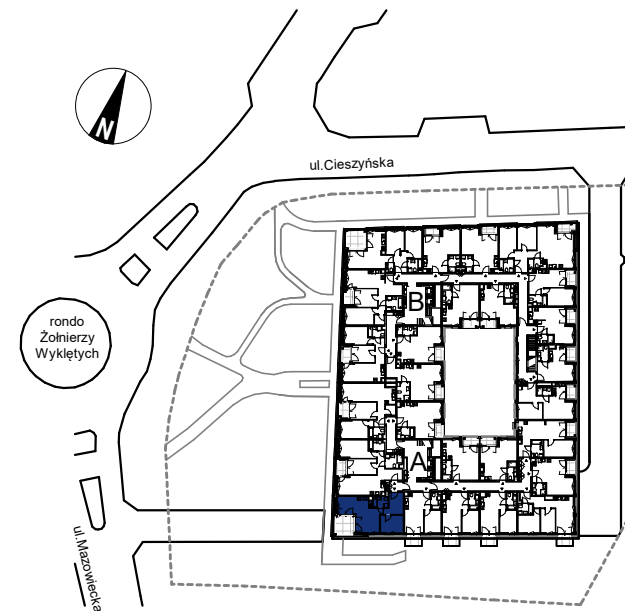 N
ul.Cieszyńska
B
rondo
Żołnierzy
Wyklętych
A
ul.Mazowiecka